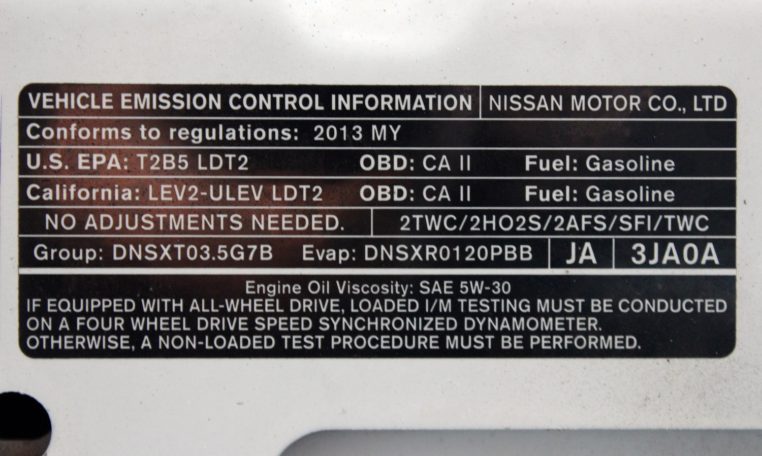 VEHICLE EMISSION CONTROL INFORMATION NISSAN MOTOR CO., LTD
Conforms to regulations: 2013 MY
U.S. EPA: T2B5 LDT2 OBD: CA II Fuel: Gasoline
California: LEV2-ULEV LDT2 OBD: CA II Fuel: Gasoline
NO ADJUSTMENTS NEEDED. 2TWC/2HO2S/2AFS/SFI/TWC
Group: DNSXT03.5G7B Evap: DNSXR0120PBB JA 3JA0A
Engine Oil Viscosity: SAE 5W-30
IF EQUIPPED WITH ALL-WHEEL DRIVE, LOADED I/M TESTING MUST BE CONDUCTED
ON A FOUR WHEEL DRIVE SPEED SYNCHRONIZED DYNAMOMETER.
OTHERWISE, A NON-LOADED TEST PROCEDURE MUST BE PERFORMED.